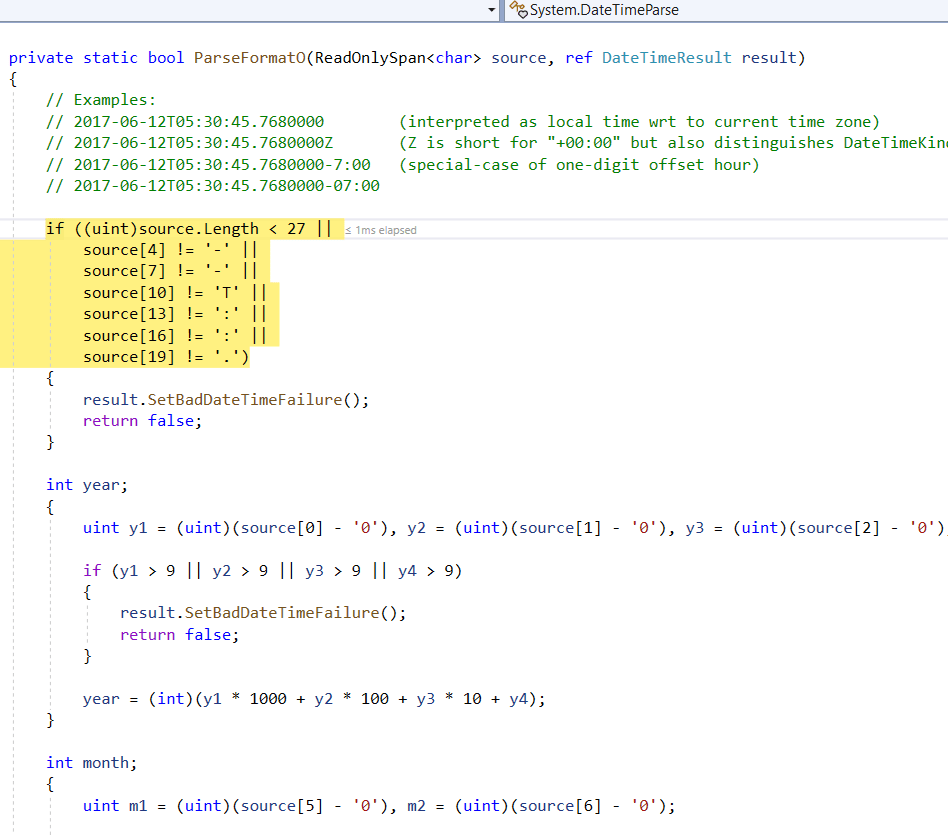 System.DateTimeParse
private static bool ParseFormatO(ReadOnlySpan<char> source, ref DateTimeResult result)
{
// Examples:
// 2017-06-12T05:30:45.7680000        (interpreted as local time wrt to current time zone)
// 2017-06-12T05:30:45.7680000Z       (Z is short for "+00:00" but also distinguishes DateTimeKin
// 2017-06-12T05:30:45.7680000-7:00   (special-case of one-digit offset hour)
// 2017-06-12T05:30:45.7680000-07:00
if ((uint)source.Length < 27 || ≤ 1ms elapsed
source[4] != '-' ||
source[7] != '-' ||
source[10] != 'T' ||
source[13] != ':' ||
source[16] != ':' ||
source[19] != '.')
{
result.SetBadDateTimeFailure();
return false;
}
int year;
{
uint y1 = (uint)(source[0] - '0'), y2 = (uint)(source[1] - '0'), y3 = (uint)(source[2] - '0')
if (y1 > 9 || y2 > 9 || y3 > 9 || y4 > 9)
{
result.SetBadDateTimeFailure();
return false;
}
year = (int)(y1 * 1000 + y2 * 100 + y3 * 10 + y4);
}
int month;
{
uint m1 = (uint)(source[5] - '0'), m2 = (uint)(source[6] - '0');